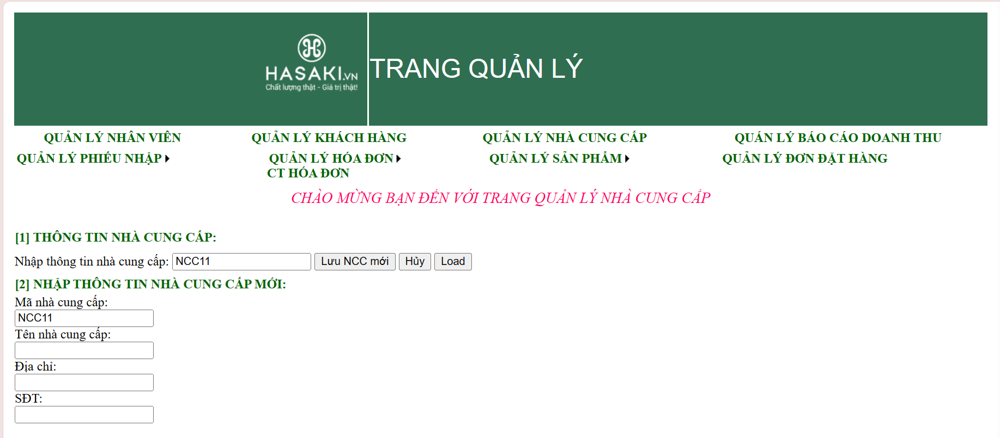 HASAKI.VN
Chất lượng thật - Giá trị thật!
TRANG QUẢN LÝ
QUẢN LÝ NHÂN VIÊN QUẢN LÝ KHÁCH HÀNG QUẢN LÝ NHÀ CUNG CẤP QUÁN LÝ BÁO CÁO DOANH THU
QUẢN LÝ PHIẾU NHẬP QUẢN LÝ HÓA ĐƠN QUẢN LÝ SẢN PHẨM QUẢN LÝ ĐƠN ĐẶT HÀNG
CT HÓA ĐƠN
CHÀO MỪNG BẠN ĐẾN VỚI TRANG QUẢN LÝ NHÀ CUNG CẤP
[1] THÔNG TIN NHÀ CUNG CẤP:
Nhập thông tin nhà cung cấp: NCC11 Lưu NCC mới Hủy Load
[2] NHẬP THÔNG TIN NHÀ CUNG CẤP MỚI:
Mã nhà cung cấp:
NCC11
Tên nhà cung cấp:
Địa chỉ:
SĐT: